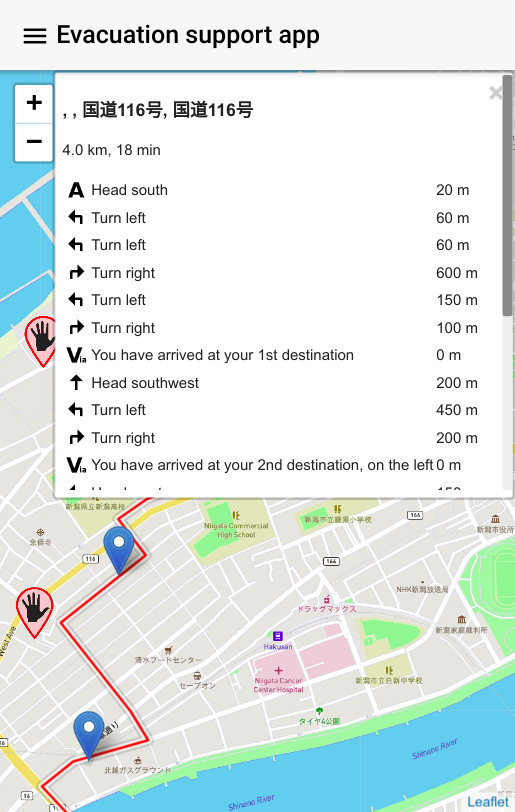 Evacuation support app
+
−
×
, , 国道116号, 国道116号
4.0 km, 18 min
A Head south 20 m
Turn left 60 m
Turn left 60 m
Turn right 600 m
Turn left 150 m
Turn right 100 m
Via You have arrived at your 1st destination 0 m
Head southwest 200 m
Turn left 450 m
Turn right 200 m
Via You have arrived at your 2nd destination, on the left 0 m
新潟県立新潟高校
Niigata Commercial
High School
新潟市立鏡淵小学校
164
新潟市役所
金備寺
116
164
NHK新潟放送局
ドラッグマックス
新潟家庭裁判所
West Ave
Hakusan
清水フードセンター
セーブオン
Niigata Cancer
Center Hospital
新潟市立白新中学校
タイヤ4公園
通り
北越ガスグラウンド
Shinano River
Shinano River
16
Leaflet